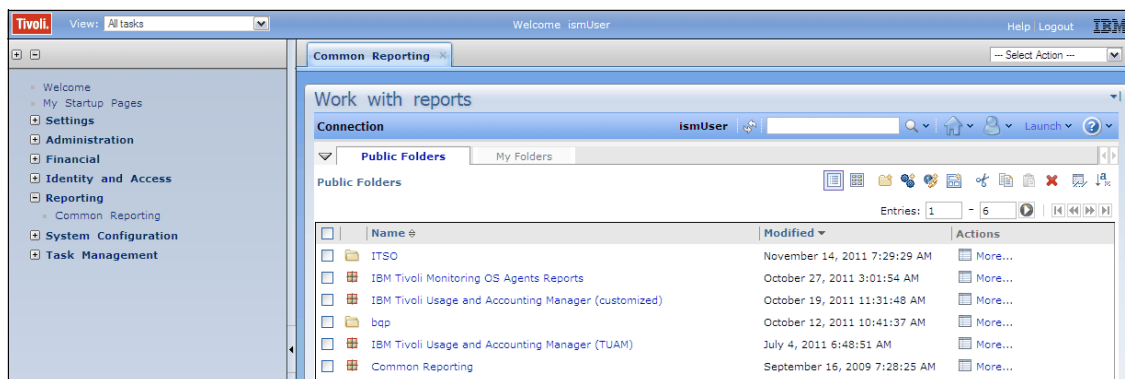 Tivoli. View: All tasks Welcome ismUser Help Logout IBM
Common Reporting --- Select Action ---
Welcome
My Startup Pages
Settings
Administration
Financial
Identity and Access
Reporting
Common Reporting
System Configuration
Task Management
Work with reports
Connection ismUser Launch
Public Folders My Folders
Public Folders
Entries: 1 - 6
Name Modified Actions
ITSO November 14, 2011 7:29:29 AM More...
IBM Tivoli Monitoring OS Agents Reports October 27, 2011 3:01:54 AM More...
IBM Tivoli Usage and Accounting Manager (customized) October 19, 2011 11:31:48 AM More...
bqp October 12, 2011 10:41:37 AM More...
IBM Tivoli Usage and Accounting Manager (TUAM) July 4, 2011 6:48:51 AM More...
Common Reporting September 16, 2009 7:28:25 AM More...